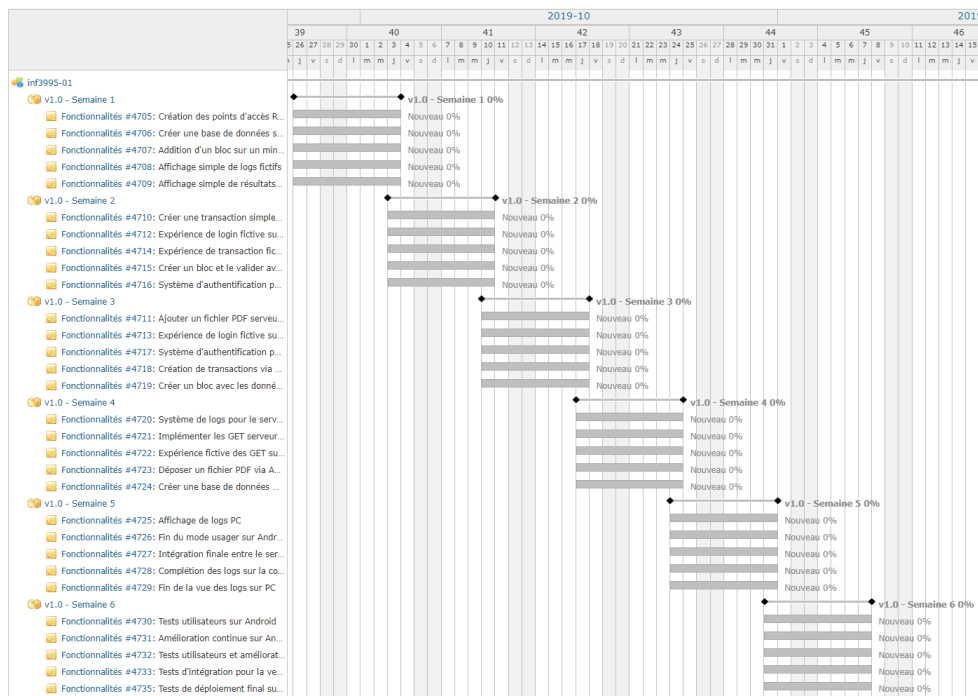 2019-10 2019
39 40 41 42 43 44 45 46
26 27 28 29 30 1 2 3 4 5 6 7 8 9 10 11 12 13 14 15 16 17 18 19 20 21 22 23 24 25 26 27 28 29 30 31 1 2 3 4 5 6 7 8 9 10 11 12 13 14 15
j v s d l m m j v s d l m m j v s d l m m j v s d l m m j v s d l m m j v s d l m m j v s d l m m j v
inf3995-01
v1.0 - Semaine 1 v1.0 - Semaine 1 0%
Fonctionnalités #4705: Création des points d'accès R... Nouveau 0%
Fonctionnalités #4706: Créer une base de données s... Nouveau 0%
Fonctionnalités #4707: Addition d'un bloc sur un min... Nouveau 0%
Fonctionnalités #4708: Affichage simple de logs fictifs Nouveau 0%
Fonctionnalités #4709: Affichage simple de résultats... Nouveau 0%
v1.0 - Semaine 2 v1.0 - Semaine 2 0%
Fonctionnalités #4710: Créer une transaction simple... Nouveau 0%
Fonctionnalités #4712: Expérience de login fictive su... Nouveau 0%
Fonctionnalités #4714: Expérience de transaction fic... Nouveau 0%
Fonctionnalités #4715: Créer un bloc et le valider av... Nouveau 0%
Fonctionnalités #4716: Système d'authentification p... Nouveau 0%
v1.0 - Semaine 3 v1.0 - Semaine 3 0%
Fonctionnalités #4711: Ajouter un fichier PDF serveu... Nouveau 0%
Fonctionnalités #4713: Expérience de login fictive su... Nouveau 0%
Fonctionnalités #4717: Système d'authentification p... Nouveau 0%
Fonctionnalités #4718: Création de transactions via ... Nouveau 0%
Fonctionnalités #4719: Créer un bloc avec les donné... Nouveau 0%
v1.0 - Semaine 4 v1.0 - Semaine 4 0%
Fonctionnalités #4720: Système de logs pour le serv... Nouveau 0%
Fonctionnalités #4721: Implémenter les GET serveur... Nouveau 0%
Fonctionnalités #4722: Expérience fictive des GET su... Nouveau 0%
Fonctionnalités #4723: Déposer un fichier PDF via A... Nouveau 0%
Fonctionnalités #4724: Créer une base de données ... Nouveau 0%
v1.0 - Semaine 5 v1.0 - Semaine 5 0%
Fonctionnalités #4725: Affichage de logs PC Nouveau 0%
Fonctionnalités #4726: Fin du mode usager sur Andr... Nouveau 0%
Fonctionnalités #4727: Intégration finale entre le ser... Nouveau 0%
Fonctionnalités #4728: Complétion des logs sur la co... Nouveau 0%
Fonctionnalités #4729: Fin de la vue des logs sur PC Nouveau 0%
v1.0 - Semaine 6 v1.0 - Semaine 6 0%
Fonctionnalités #4730: Tests utilisateurs sur Android Nouveau 0%
Fonctionnalités #4731: Amélioration continue sur An... Nouveau 0%
Fonctionnalités #4732: Tests utilisateurs et améliorat... Nouveau 0%
Fonctionnalités #4733: Tests d'intégration pour la ve... Nouveau 0%
Fonctionnalités #4735: Tests de déploiement final su... Nouveau 0%